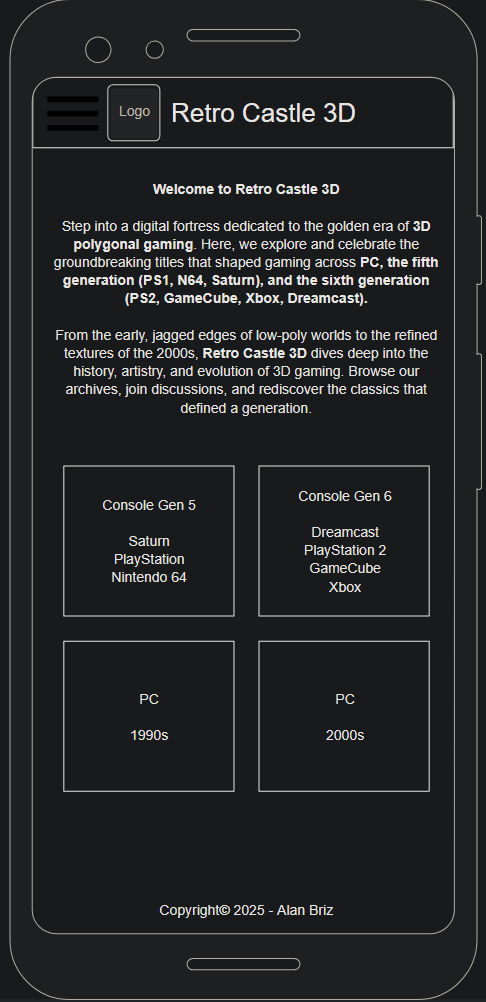 Logo
Retro Castle 3D
Welcome to Retro Castle 3D
Step into a digital fortress dedicated to the golden era of 3D
polygonal gaming. Here, we explore and celebrate the
groundbreaking titles that shaped gaming across PC, the fifth
generation (PS1, N64, Saturn), and the sixth generation
(PS2, GameCube, Xbox, Dreamcast).
From the early, jagged edges of low-poly worlds to the refined
textures of the 2000s, Retro Castle 3D dives deep into the
history, artistry, and evolution of 3D gaming. Browse our
archives, join discussions, and rediscover the classics that
defined a generation.
Console Gen 5
Saturn
PlayStation
Nintendo 64
Console Gen 6
Dreamcast
PlayStation 2
GameCube
Xbox
PC
1990s
PC
2000s
Copyright© 2025 - Alan Briz